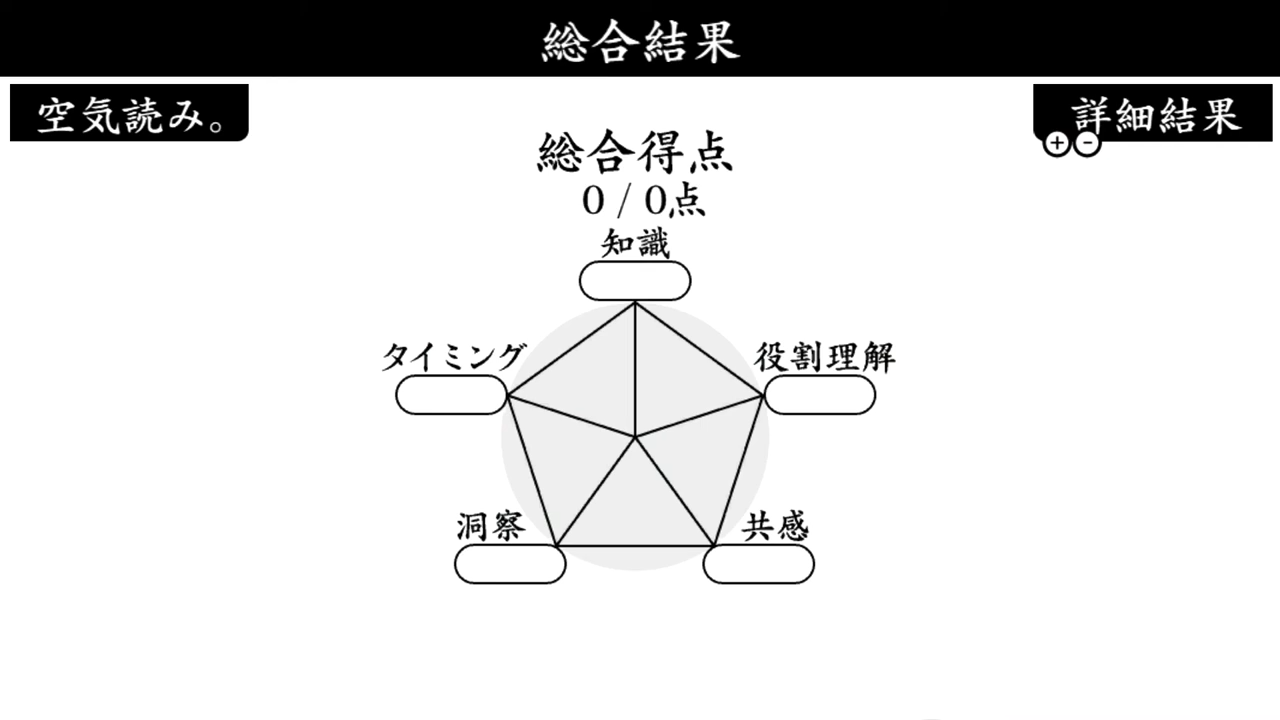 総合結果
空気読み。
詳細結果
+ -
総合得点
0 / 0点
知識
タイミング
役割理解
洞察
共感